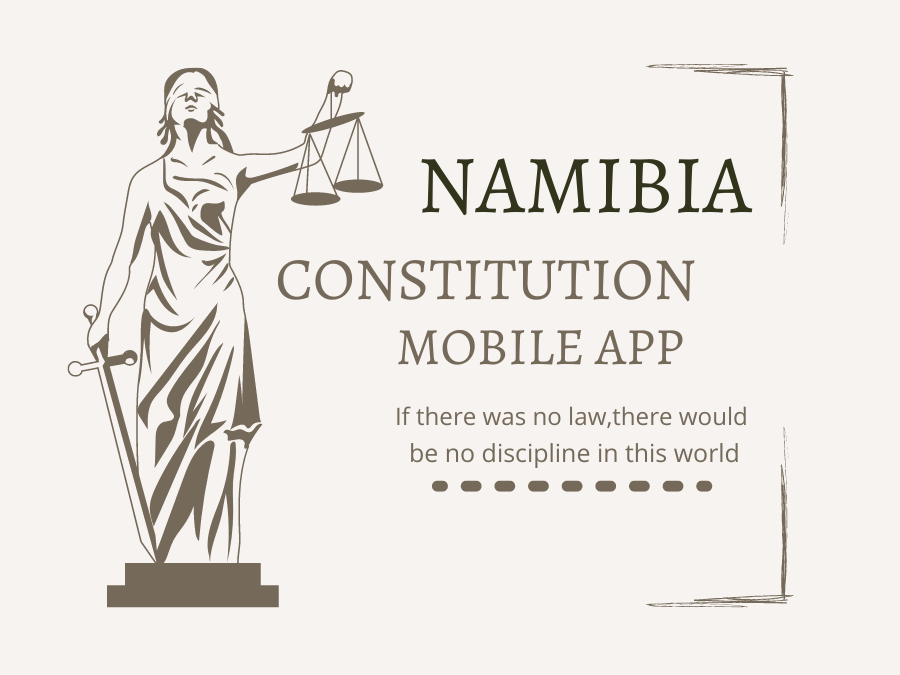 NAMIBIA
CONSTITUTION
MOBILE APP
If there was no law,there would
be no discipline in this world